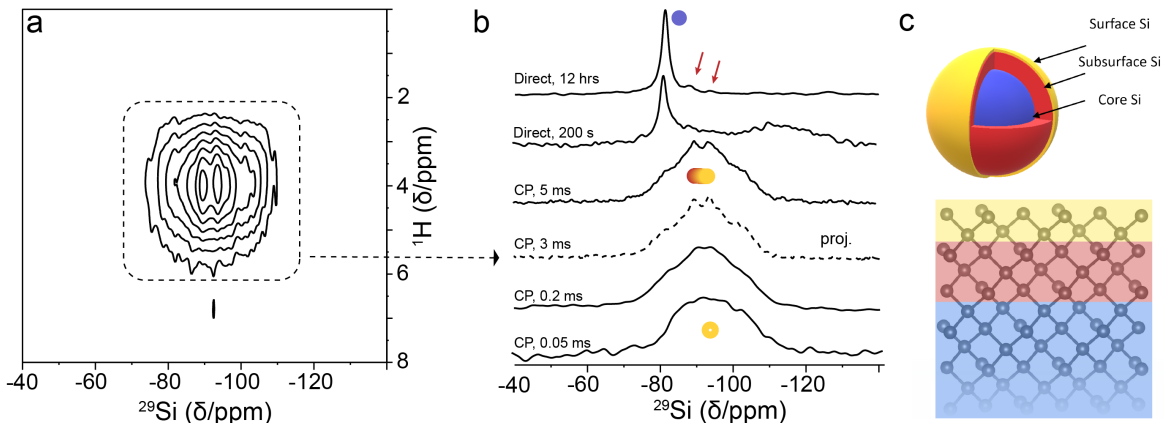 a
2
4
6
8
¹H (δ/ppm)
-40
-60
-80
-100
-120
²⁹Si (δ/ppm)
b
Direct, 12 hrs
Direct, 200 s
CP, 5 ms
CP, 3 ms
proj.
CP, 0.2 ms
CP, 0.05 ms
-40
-60
-80
-100
-120
²⁹Si (δ/ppm)
c
Surface Si
Subsurface Si
Core Si